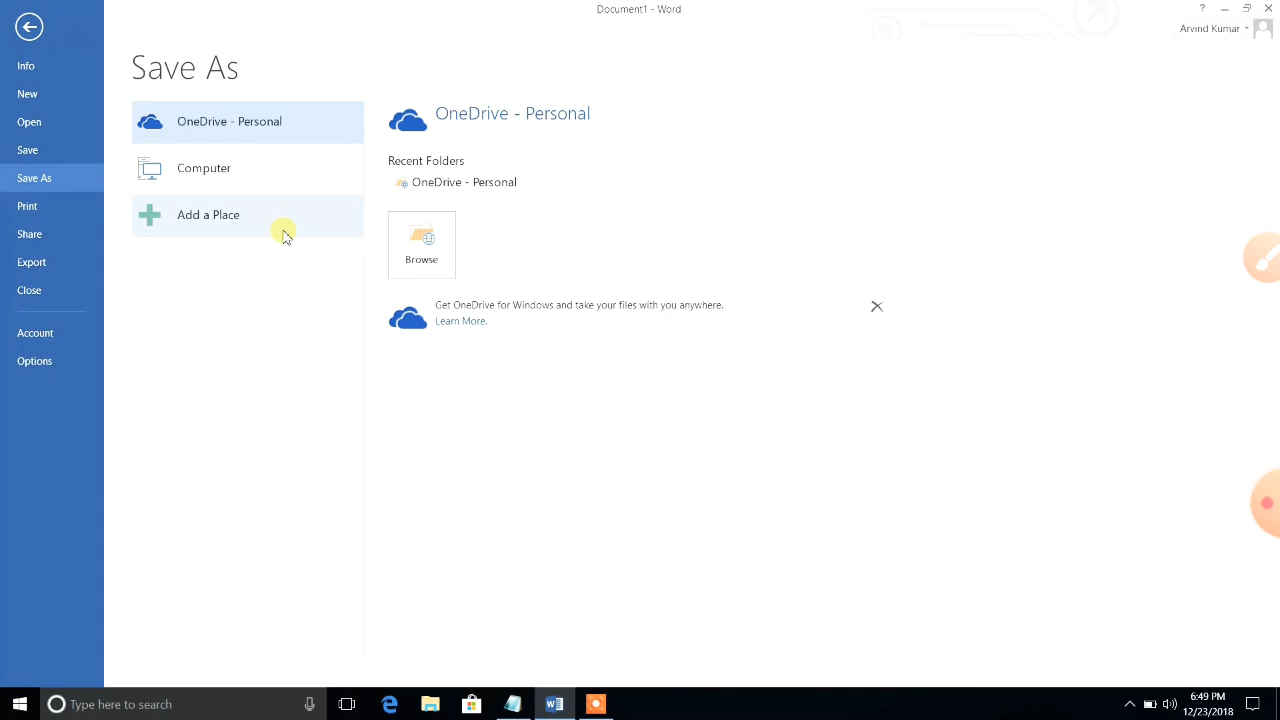 Document1 - Word
?
Arvind Kumar
Info
New
Open
Save
Save As
Print
Share
Export
Close
Account
Options
Save As
OneDrive - Personal
Computer
Add a Place
OneDrive - Personal
Recent Folders
OneDrive - Personal
Browse
Get OneDrive for Windows and take your files with you anywhere.
Learn More.
Type here to search
6:49 PM
12/23/2018